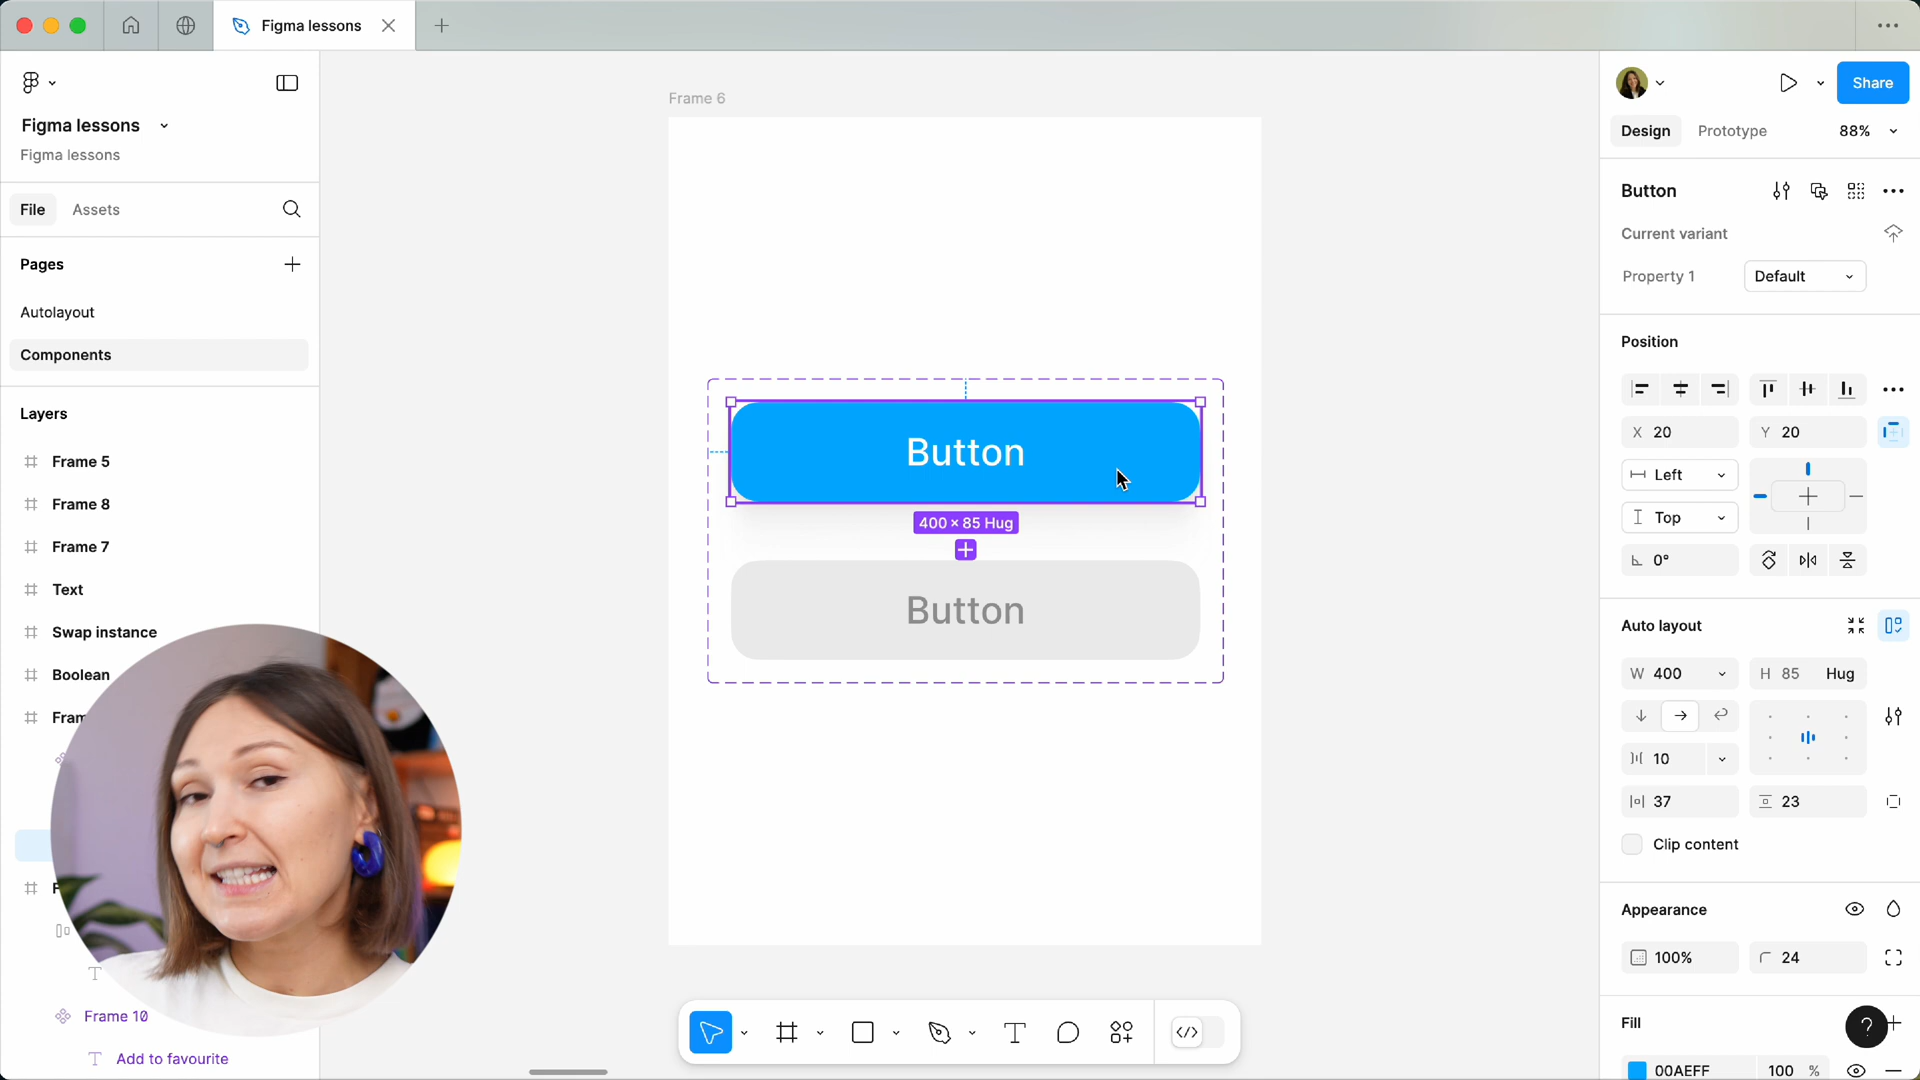 Figma lessons
Frame 6
Share
Figma lessons
Figma lessons
Design
Prototype
88%
File
Assets
Button
Current variant
Pages
Property 1
Default
Autolayout
Components
Position
Layers
X 20
Y 20
Frame 5
Left
Frame 8
Top
Frame 7
0°
Text
Swap instance
Boolean
Button
400 × 85 Hug
Button
Auto layout
W 400
H 85 Hug
10
37
23
Clip content
Appearance
100%
24
Frame 10
Fill
?
Add to favourite
00AEFF
100 %